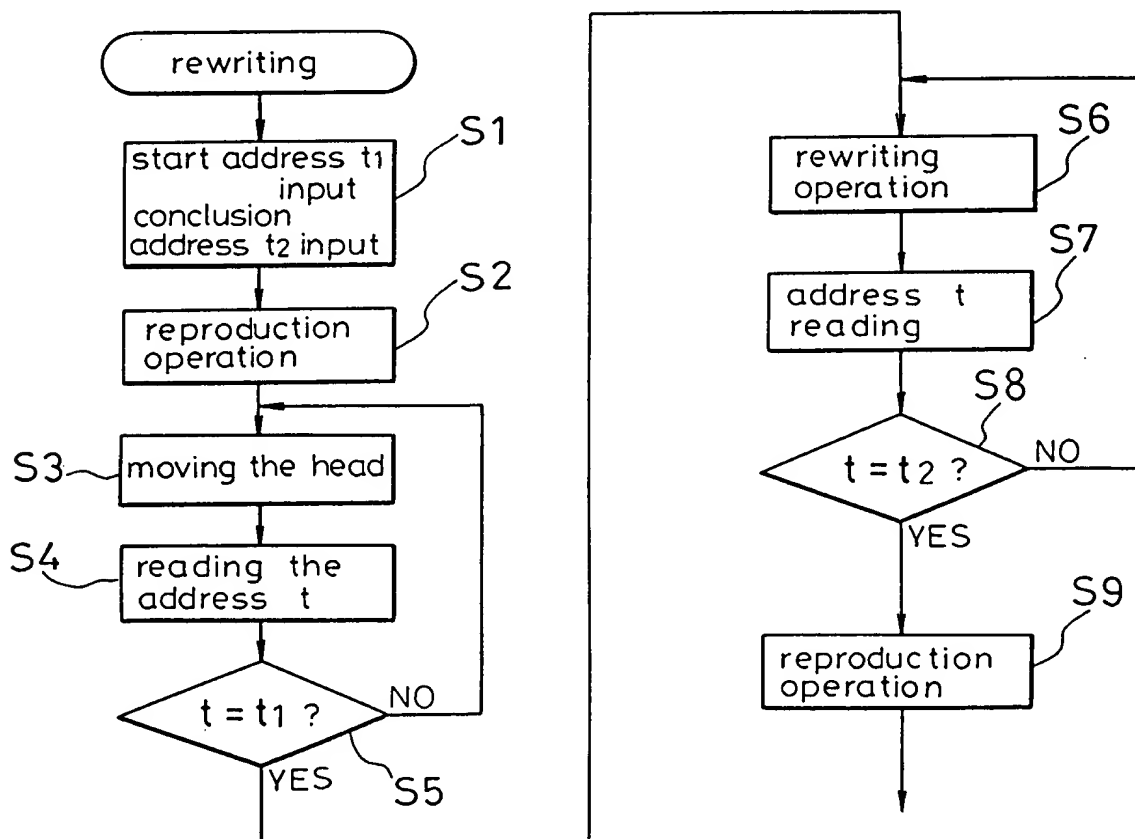 rewriting
S1
start address t1
input
conclusion
address t2 input
S2
reproduction
operation
S3
moving the head
S4
reading the
address t
t = t1 ?
NO
S5
YES
S6
rewriting
operation
S7
address t
reading
S8
t = t2 ?
NO
YES
S9
reproduction
operation